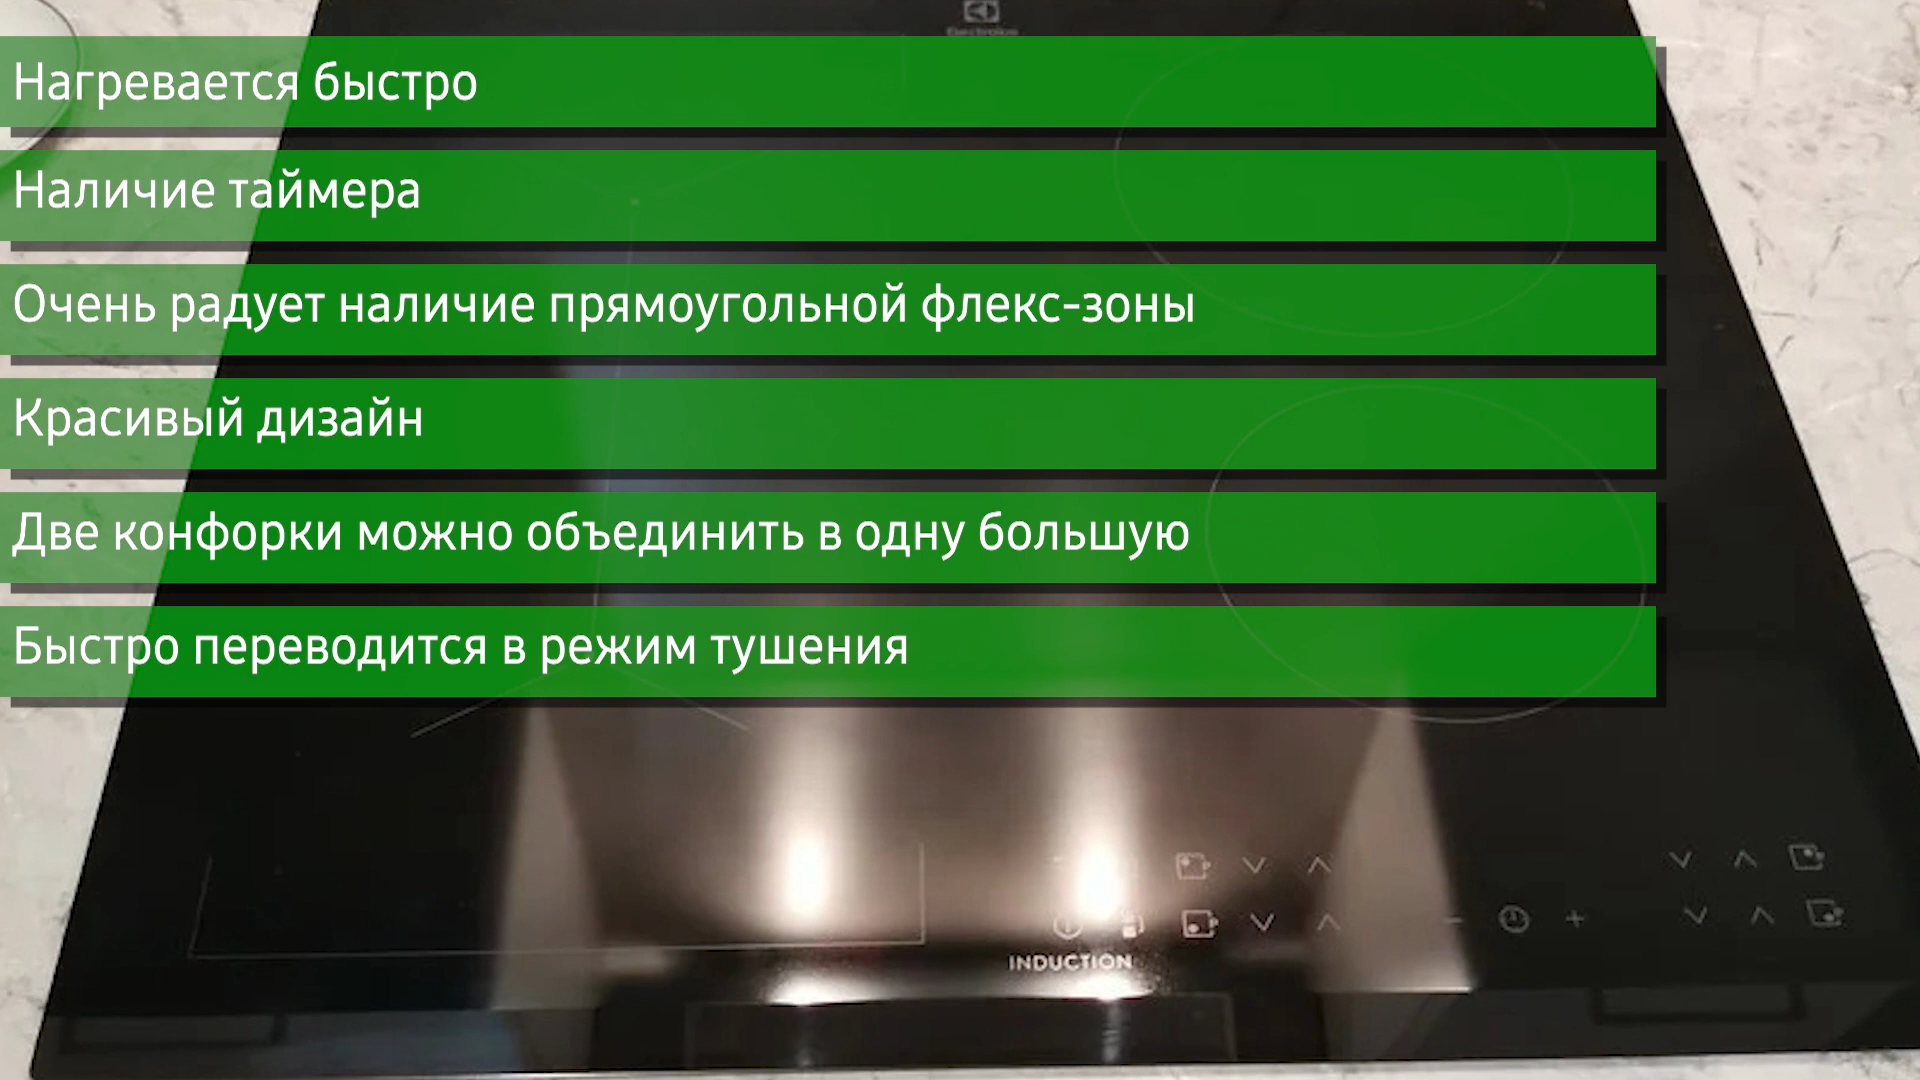 Electrolux
Нагревается быстро
Наличие таймера
Очень радует наличие прямоугольной флекс-зоны
Красивый дизайн
Две конфорки можно объединить в одну большую
Быстро переводится в режим тушения
INDUCTION